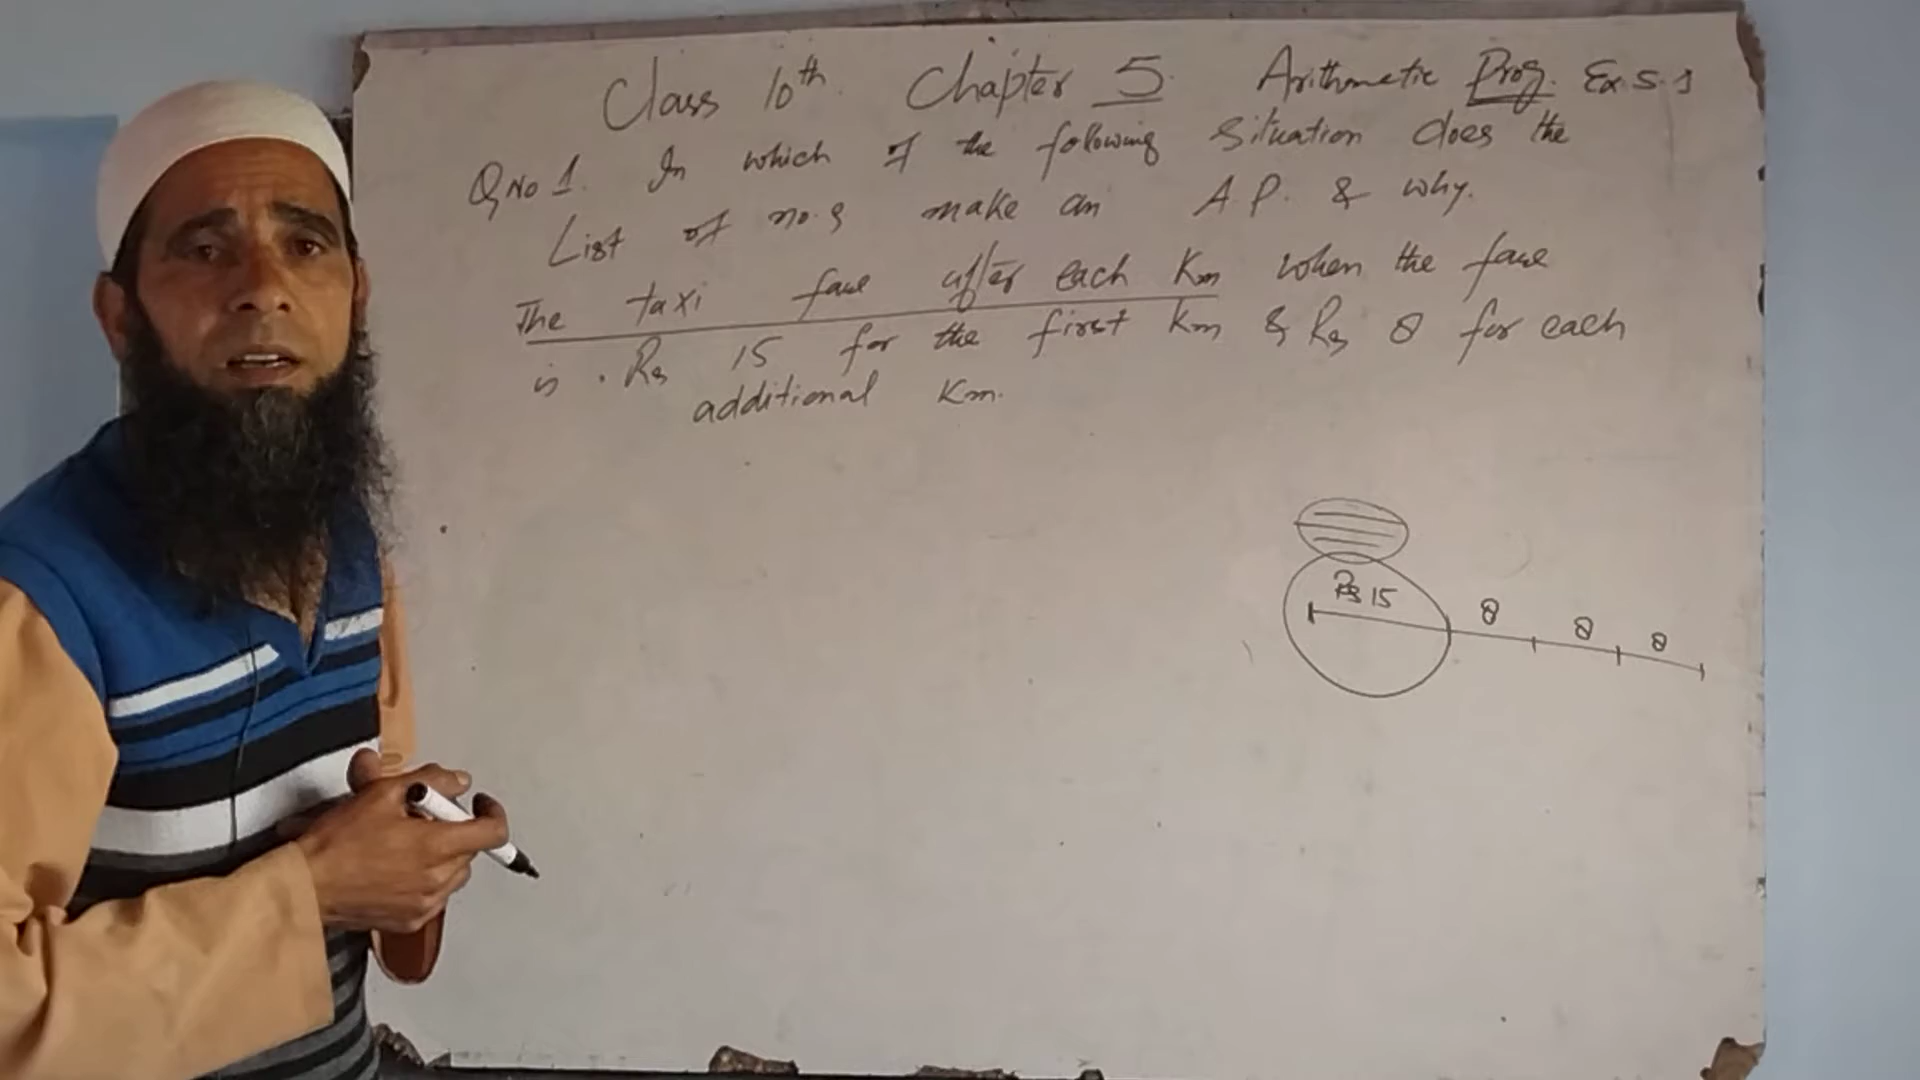 Class 10th. Chapter 5. Arithmetic Prog. Ex. 5.1
Q No 1. In which of the following Situation does the
List of no.s make an A P. & why.
The taxi fare after each Km when the fare
is . Rs 15 for the first Km & Rs 8 for each
additional Km.
Rs 15 8 8 8